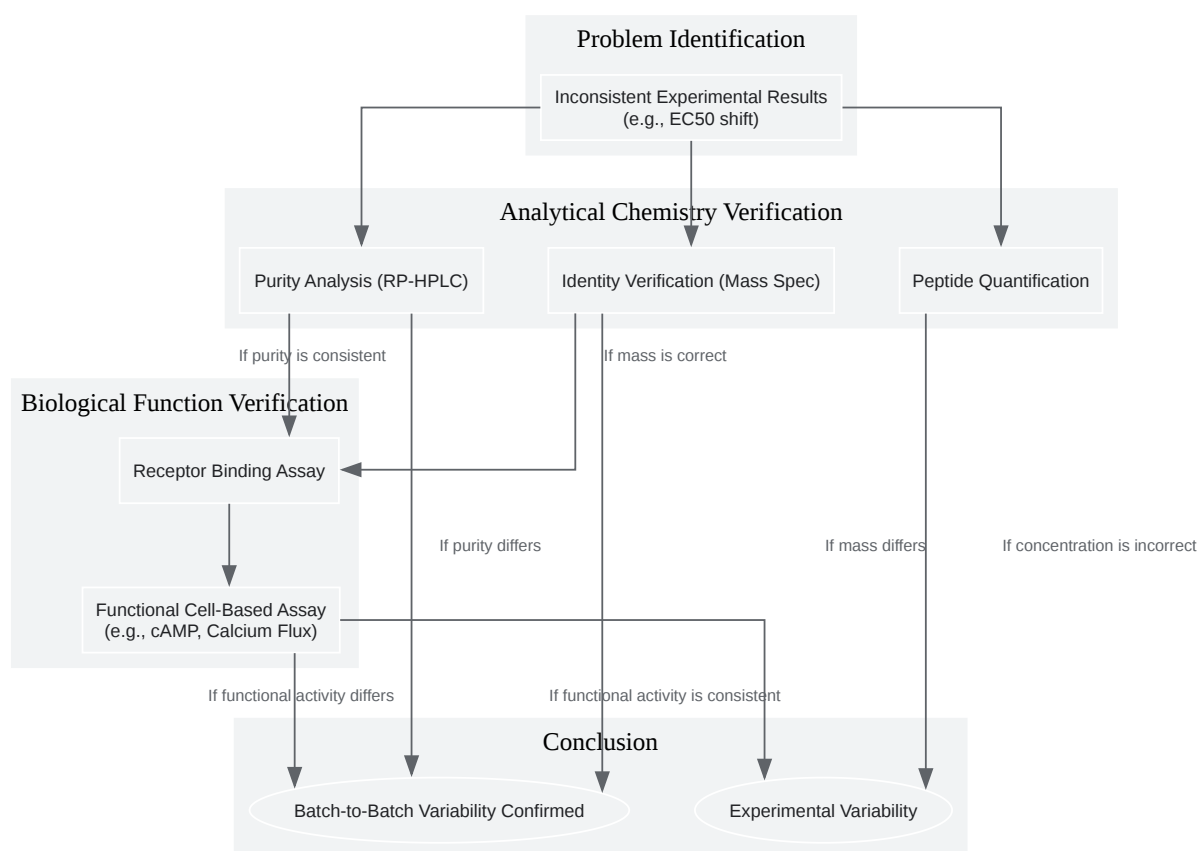 Problem Identification
Inconsistent Experimental Results
(e.g., EC50 shift)
Analytical Chemistry Verification
Purity Analysis (RP-HPLC)
Identity Verification (Mass Spec)
Peptide Quantification
If purity is consistent
If mass is correct
Biological Function Verification
Receptor Binding Assay
If purity differs
If mass differs
If concentration is incorrect
Functional Cell-Based Assay
(e.g., cAMP, Calcium Flux)
If functional activity differs
If functional activity is consistent
Conclusion
Batch-to-Batch Variability Confirmed
Experimental Variability